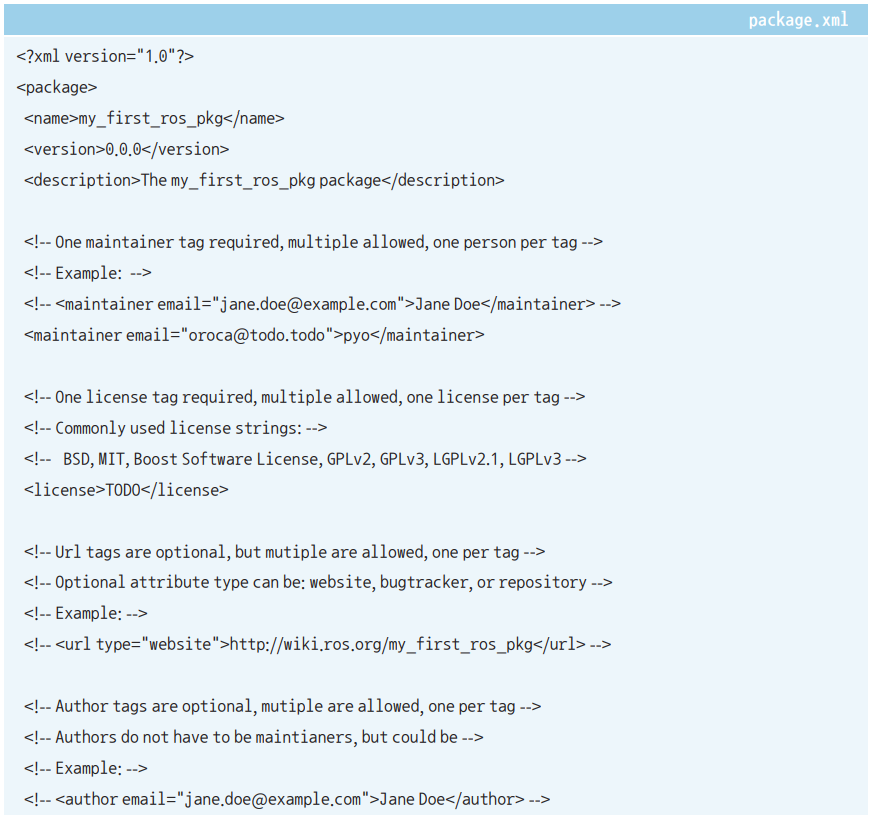 package.xml
<?xml version="1.0"?>
<package>
<name>my_first_ros_pkg</name>
<version>0.0.0</version>
<description>The my_first_ros_pkg package</description>
<!-- One maintainer tag required, multiple allowed, one person per tag -->
<!-- Example:  -->
<!-- <maintainer email="jane.doe@example.com">Jane Doe</maintainer> -->
<maintainer email="oroca@todo.todo">pyo</maintainer>
<!-- One license tag required, multiple allowed, one license per tag -->
<!-- Commonly used license strings: -->
<!--   BSD, MIT, Boost Software License, GPLv2, GPLv3, LGPLv2.1, LGPLv3 -->
<license>TODO</license>
<!-- Url tags are optional, but mutiple are allowed, one per tag -->
<!-- Optional attribute type can be: website, bugtracker, or repository -->
<!-- Example: -->
<!-- <url type="website">http://wiki.ros.org/my_first_ros_pkg</url> -->
<!-- Author tags are optional, mutiple are allowed, one per tag -->
<!-- Authors do not have to be maintianers, but could be -->
<!-- Example: -->
<!-- <author email="jane.doe@example.com">Jane Doe</author> -->